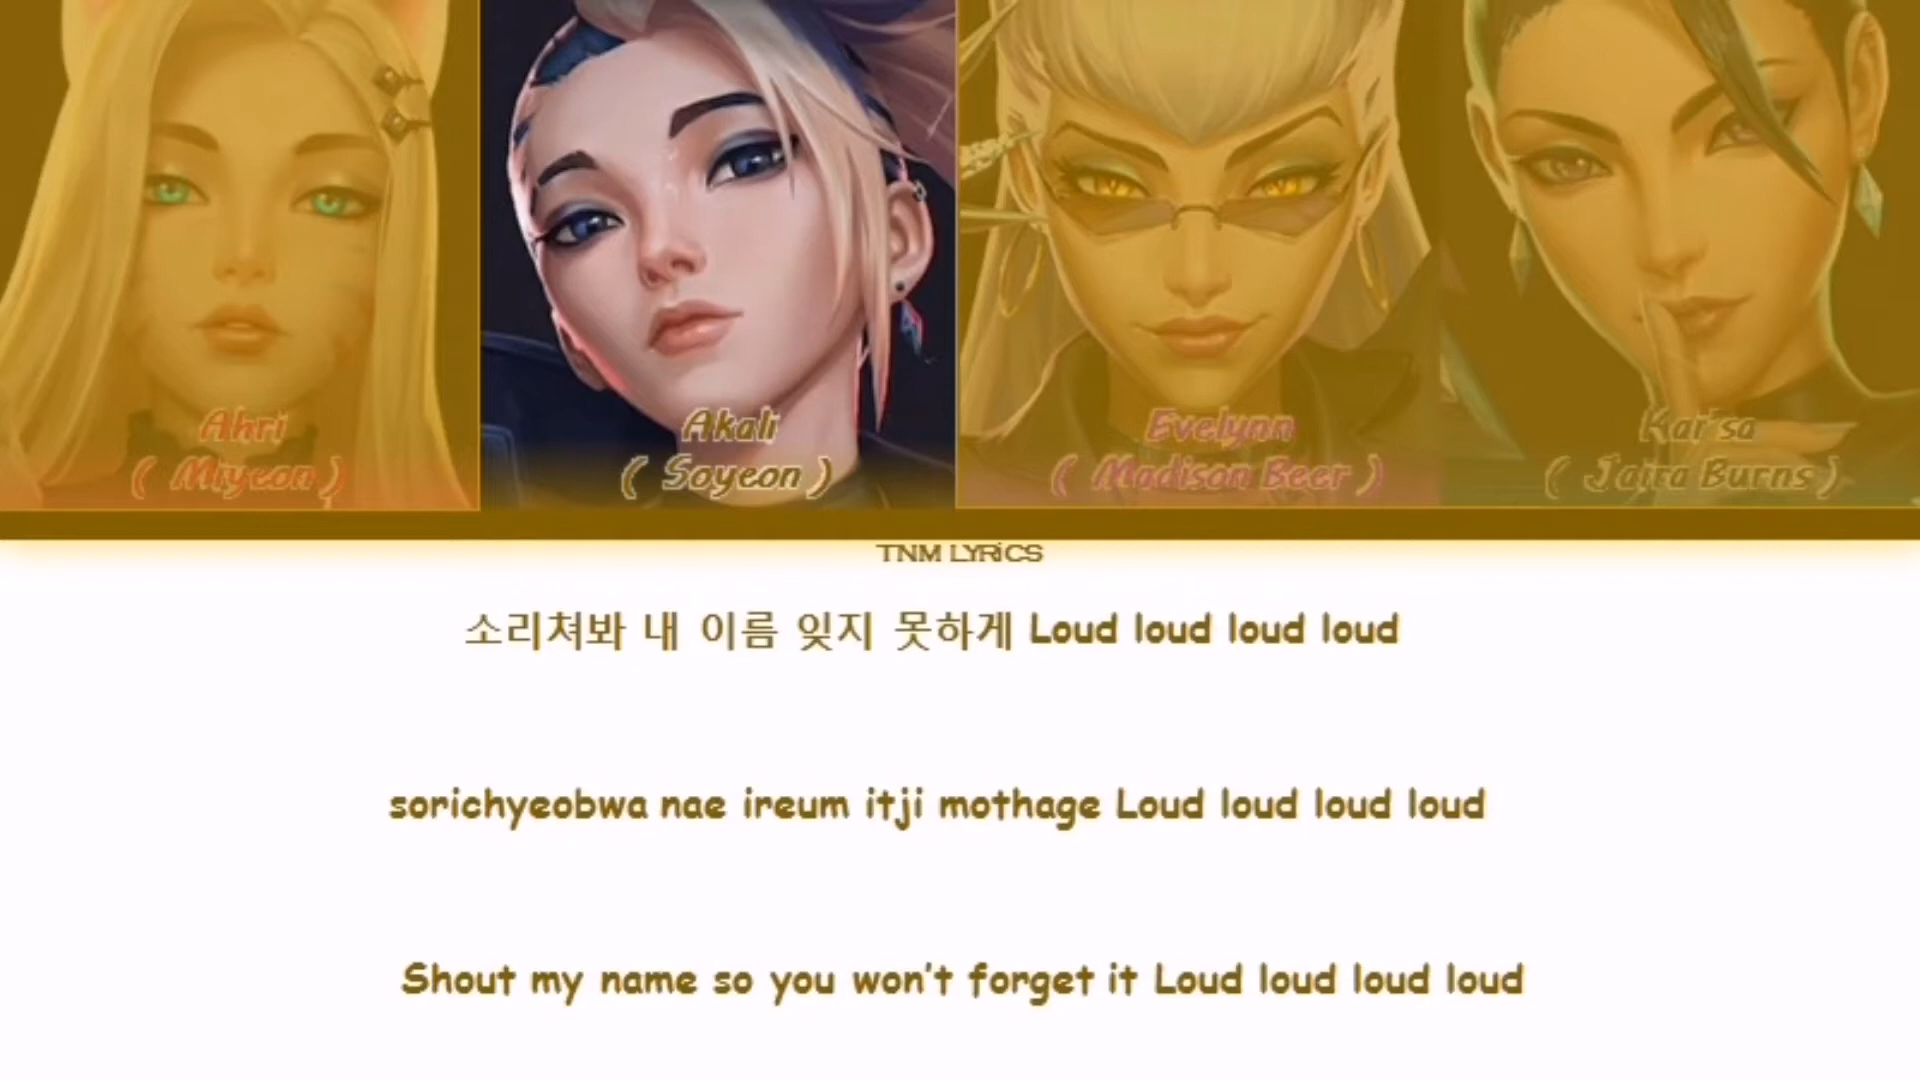 Ahri
( Miyeon )
Akali
( Soyeon )
Evelynn
( Madison Beer )
Kai'sa
( Jaira Burns )
TNM LYRiCS
소리쳐봐 내 이름 잊지 못하게 Loud loud loud loud
sorichyeobwa nae ireum itji mothage Loud loud loud loud
Shout my name so you won't forget it Loud loud loud loud